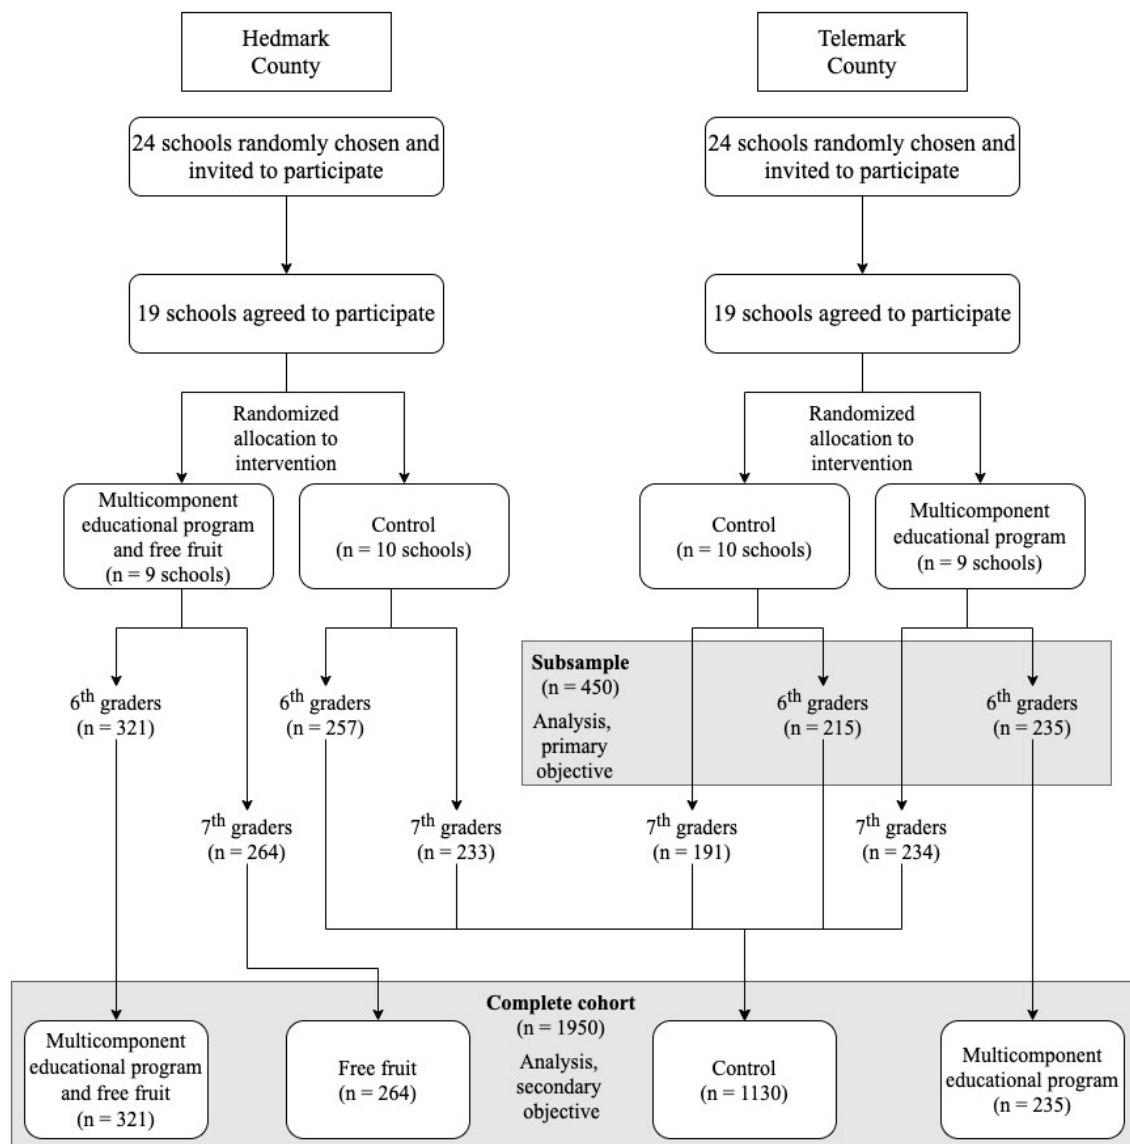 Hedmark
County
Telemark
County
24 schools randomly chosen and
invited to participate
24 schools randomly chosen and
invited to participate
19 schools agreed to participate
19 schools agreed to participate
Randomized
allocation to
intervention
Randomized
allocation to
intervention
Multicomponent
educational program
and free fruit
(n = 9 schools)
Control
(n = 10 schools)
Control
(n = 10 schools)
Multicomponent
educational program
(n = 9 schools)
Subsample
(n = 450)
Analysis,
primary
objective
6th graders
(n = 321)
6th graders
(n = 257)
6th graders
(n = 215)
6th graders
(n = 235)
7th graders
(n = 264)
7th graders
(n = 233)
7th graders
(n = 191)
7th graders
(n = 234)
Complete cohort
(n = 1950)
Analysis,
secondary
objective
Multicomponent
educational program
and free fruit
(n = 321)
Free fruit
(n = 264)
Control
(n = 1130)
Multicomponent
educational program
(n = 235)